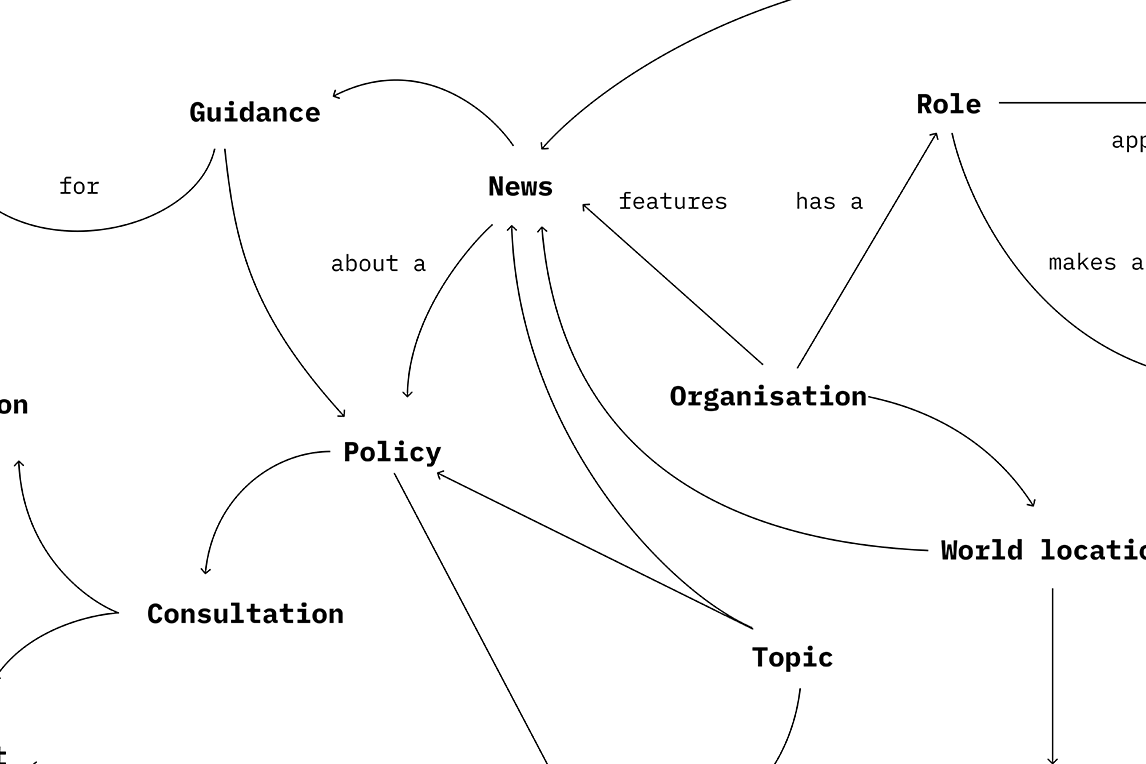 Role
Guidance
app
for
News
features
has a
about a
makes a
Organisation
on
Policy
World locatio
Consultation
Topic
t